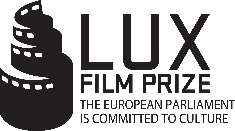 LUX
FILM PRIZE
THE EUROPEAN PARLIAMENT
IS COMMITTED TO CULTURE